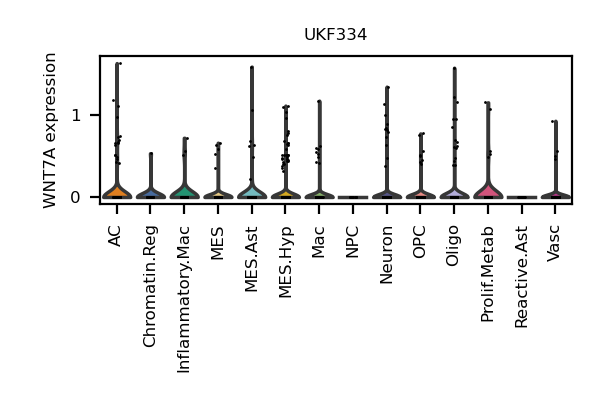 UKF334
WNT7A expression
1
0
AC
Chromatin.Reg
Inflammatory.Mac
MES
MES.Ast
MES.Hyp
Mac
NPC
Neuron
OPC
Oligo
Prolif.Metab
Reactive.Ast
Vasc